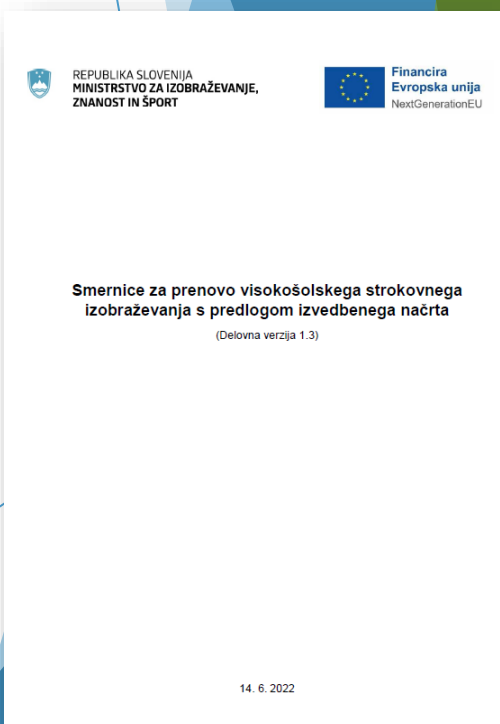 REPUBLIKA SLOVENIJA
MINISTRSTVO ZA IZOBRAŽEVANJE,
ZNANOST IN ŠPORT
Financira
Evropska unija
NextGenerationEU
Smernice za prenovo visokošolskega strokovnega
izobraževanja s predlogom izvedbenega načrta
(Delovna verzija 1.3)
14. 6. 2022